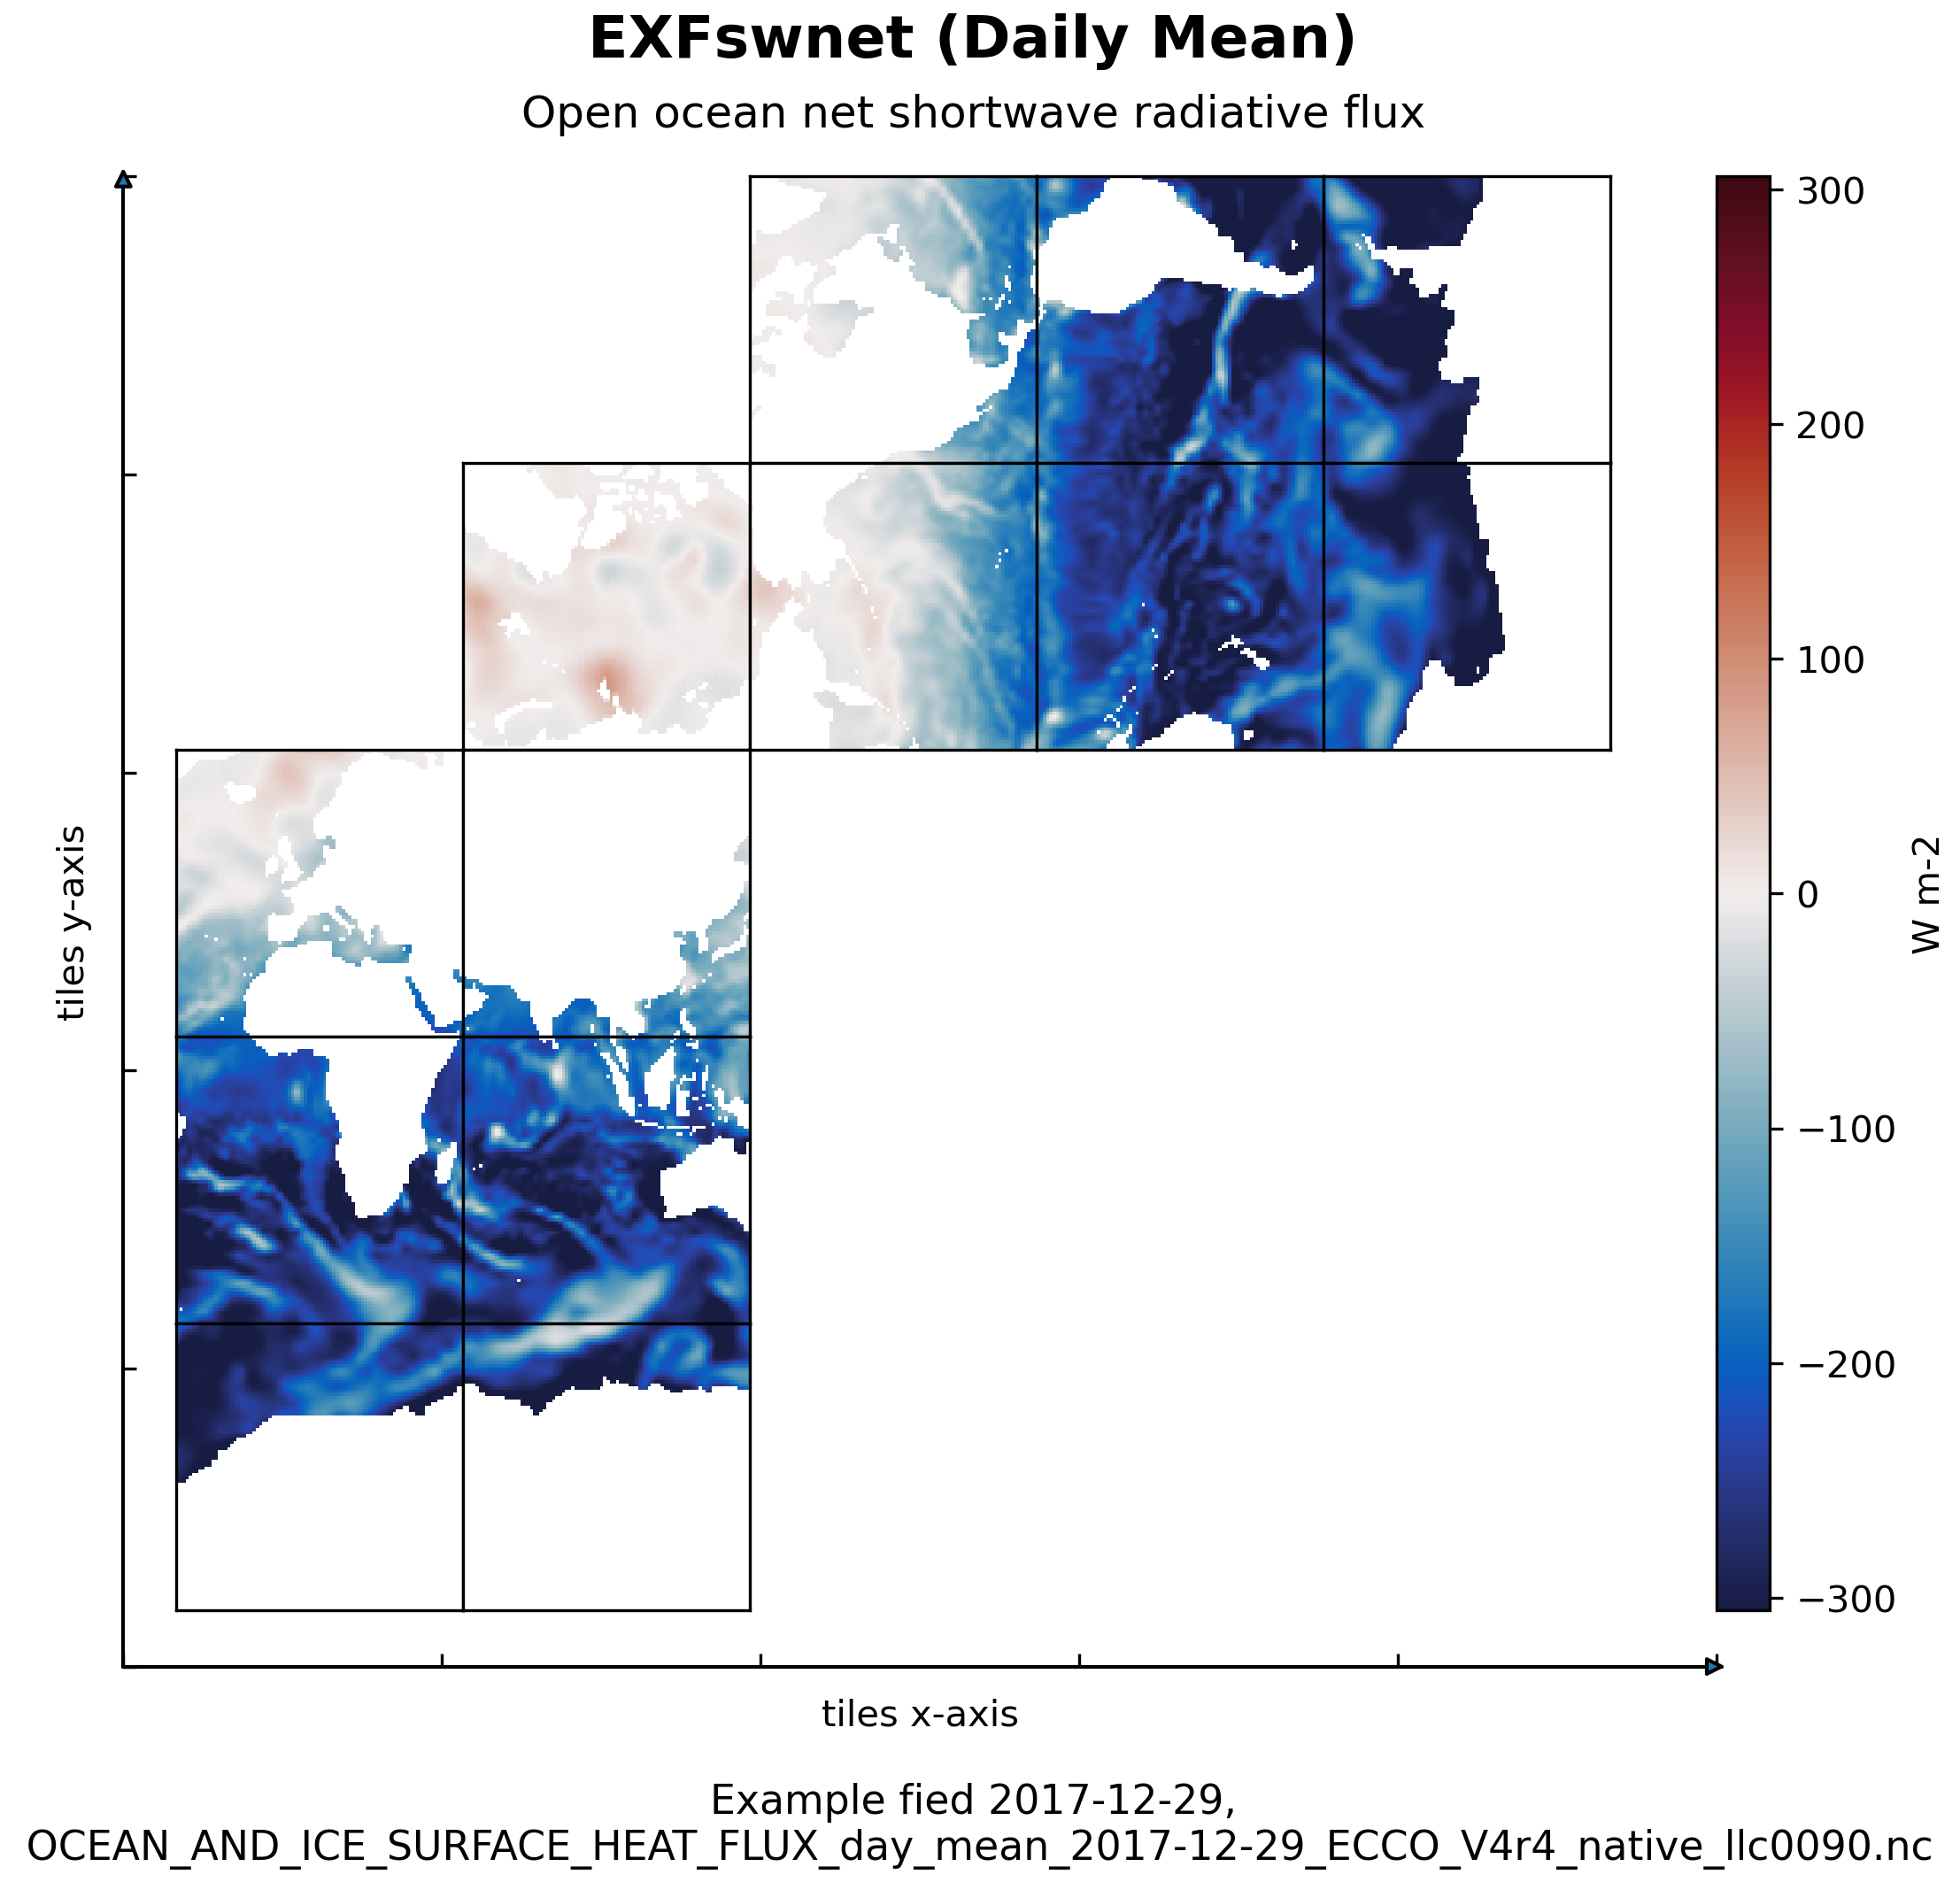 EXFswnet (Daily Mean)
Open ocean net shortwave radiative flux
300
200
100
0
−100
−200
−300
W m-2
tiles y-axis
tiles x-axis
Example fied 2017-12-29,
OCEAN_AND_ICE_SURFACE_HEAT_FLUX_day_mean_2017-12-29_ECCO_V4r4_native_llc0090.nc